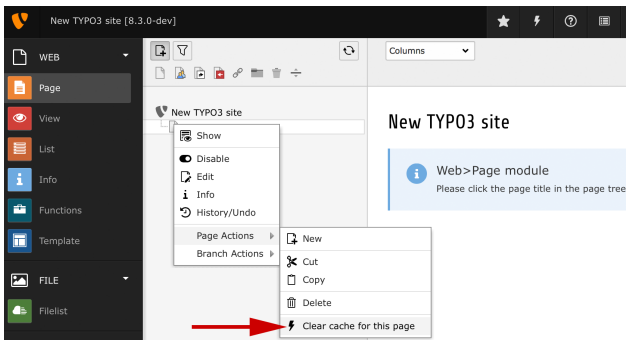 New TYPO3 site [8.3.0-dev]
WEB
Page
View
List
Info
Functions
Template
FILE
Filelist
New TYPO3 site
Show
Disable
Edit
Info
History/Undo
Page Actions
Branch Actions
New
Cut
Copy
Delete
Clear cache for this page
Columns
New TYPO3 site
Web>Page module
Please click the page title in the page tree